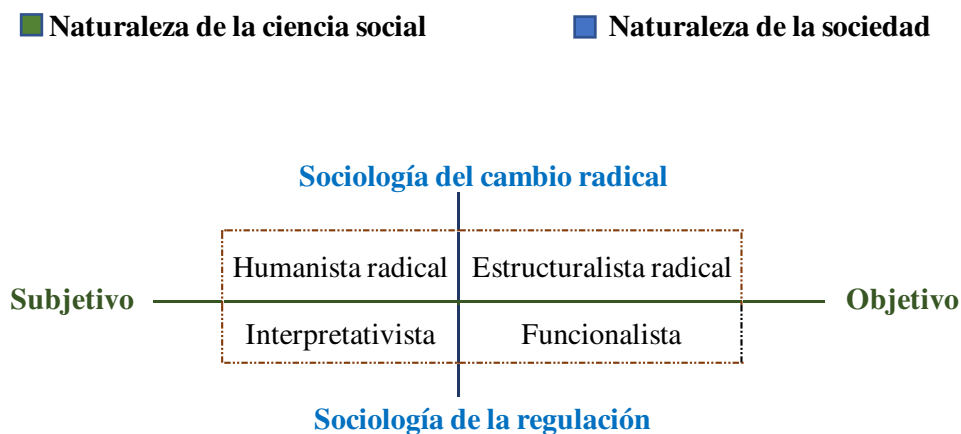 Naturaleza de la ciencia social
Naturaleza de la sociedad
Sociología del cambio radical
Humanista radical
Estructuralista radical
Subjetivo
Objetivo
Interpretativista
Funcionalista
Sociología de la regulación